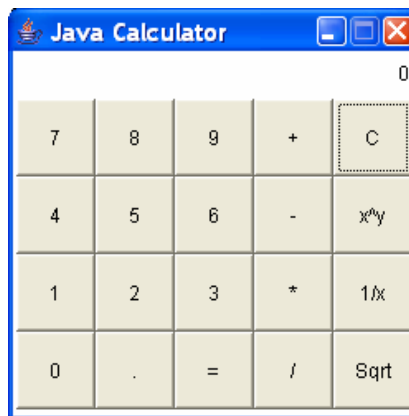 Java Calculator
0
7 8 9 + C
4 5 6 - x^y
1 2 3 * 1/x
0 . = / Sqrt